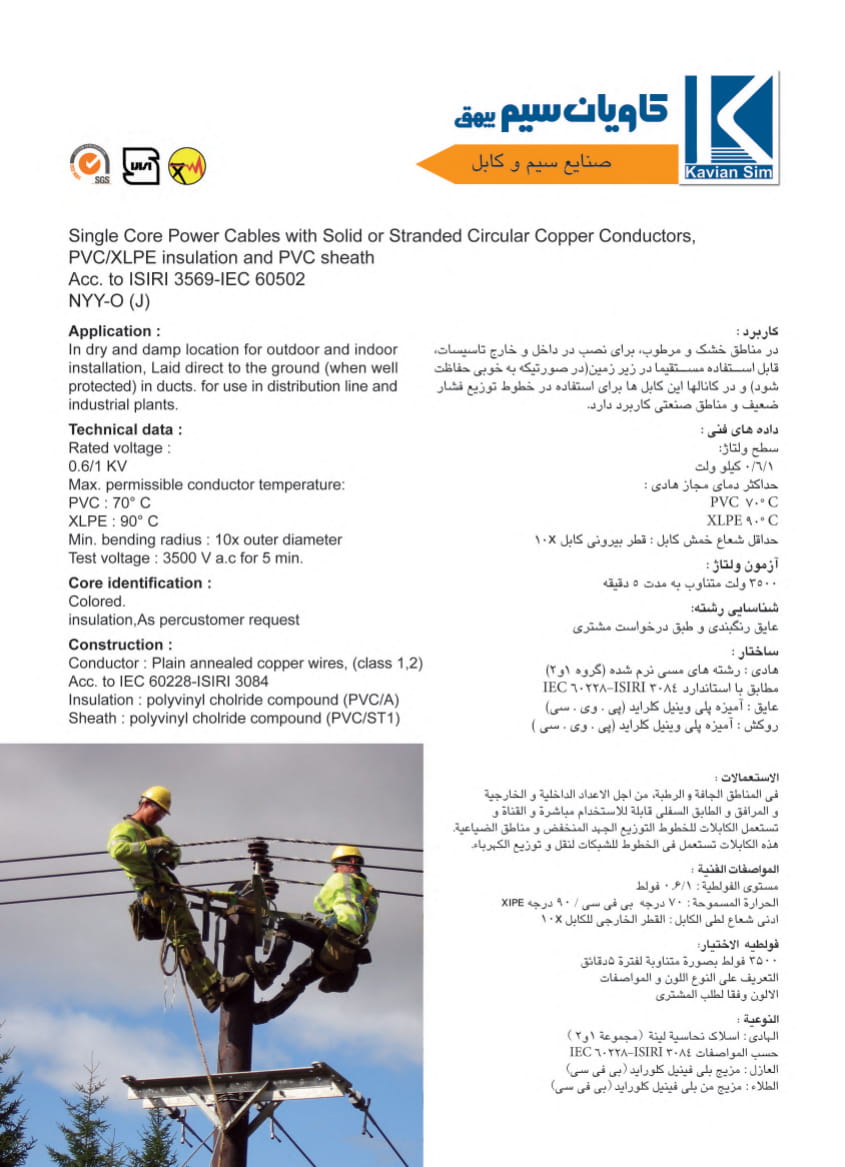 کاویان سیم بیهق
صنایع سیم و کابل
Kavian Sim
SGS
Single Core Power Cables with Solid or Stranded Circular Copper Conductors,
PVC/XLPE insulation and PVC sheath
Acc. to ISIRI 3569-IEC 60502
NYY-O (J)
Application :
In dry and damp location for outdoor and indoor
installation, Laid direct to the ground (when well
protected) in ducts. for use in distribution line and
industrial plants.
Technical data :
Rated voltage :
0.6/1 KV
Max. permissible conductor temperature:
PVC : 70° C
XLPE : 90° C
Min. bending radius : 10x outer diameter
Test voltage : 3500 V a.c for 5 min.
Core identification :
Colored.
insulation,As percustomer request
Construction :
Conductor : Plain annealed copper wires, (class 1,2)
Acc. to IEC 60228-ISIRI 3084
Insulation : polyvinyl cholride compound (PVC/A)
Sheath : polyvinyl cholride compound (PVC/ST1)
کاربرد :
در مناطق خشک و مرطوب، برای نصب در داخل و خارج تاسیسات،
قابل استفاده مستقیما در زیر زمین(در صورتیکه به خوبی حفاظت
شود) و در کانالها این کابل ها برای استفاده در خطوط توزیع فشار
ضعیف و مناطق صنعتی کاربرد دارد.
داده های فنی :
سطح ولتاژ:
۰/٦/۱ کیلو ولت
حداکثر دمای مجاز هادی :
PVC ۷۰° C
XLPE ۹۰° C
حداقل شعاع خمش کابل : قطر بیرونی کابل ۱۰X
آزمون ولتاژ :
۳۵۰۰ ولت متناوب به مدت ۵ دقیقه
شناسایی رشته:
عایق رنگبندی و طبق درخواست مشتری
ساختار :
هادی : رشته های مسی نرم شده (گروه ۱و۲)
مطابق با استاندارد IEC ٦۰۲۲۸–ISIRI ۳۰۸٤
عایق : آمیزه پلی وینیل کلراید (پی . وی . سی)
روکش : آمیزه پلی وینیل کلراید (پی . وی . سی )
الاستعمالات :
فی المناطق الجافة و الرطبة، من اجل الاعداد الداخلیة و الخارجیة
و المرافق و الطابق السفلی قابلة للاستخدام مباشرة و القناة و
تستعمل الکابلات للخطوط التوزیع الجهد المنخفض و مناطق الضیاعیة.
هذه الکابلات تستعمل فی الخطوط للشبکات لنقل و توزیع الکهرباء.
المواصفات الفنیة :
مستوی الفولطیة : ۰.۶/۱ فولط
الحرارة المسموحة : ۷۰ درجه بی فی سی / ۹۰ درجه XIPE
ادنی شعاع لطی الکابل : القطر الخارجی للکابل ۱۰X
فولطیه الاختیار:
۳۵۰۰ فولط بصورة متناوبة لفترة ۵دقائق
التعریف علی النوع اللون و المواصفات
الالون وفقا لطلب المشتری
النوعیة :
الهادی : اسلاک نحاسیة لینة (مجموعة ۱و۲ )
حسب المواصفات IEC ٦۰۲۲۸–ISIRI ۳۰۸٤
العازل : مزیج بلی فینیل کلوراید (بی فی سی)
الطلاء : مزیج من بلی فینیل کلوراید (بی فی سی)